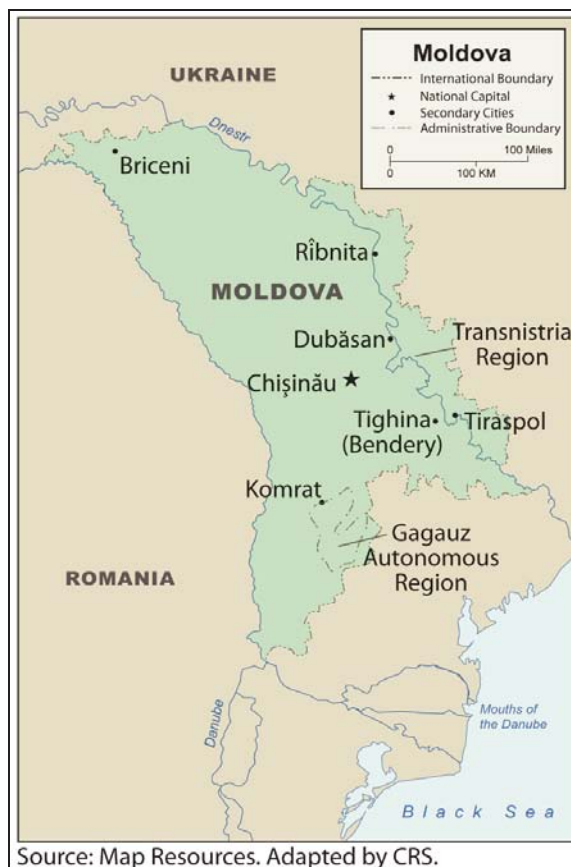 Moldova
International Boundary
National Capital
Secondary Cities
Administrative Boundary
0 100 Miles
0 100 KM
UKRAINE
Dnestr
Briceni
Rîbnita
MOLDOVA
Dubăsan
Transnistria
Region
Chişinău
Tighina
(Bendery)
Tiraspol
Komrat
Gagauz
Autonomous
Region
ROMANIA
Danube
Mouths of
the Danube
Black Sea
Source: Map Resources. Adapted by CRS.